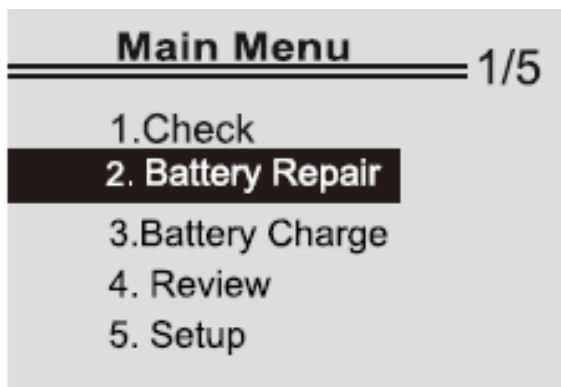 Main Menu
1/5
1.Check
2. Battery Repair
3.Battery Charge
4. Review
5. Setup